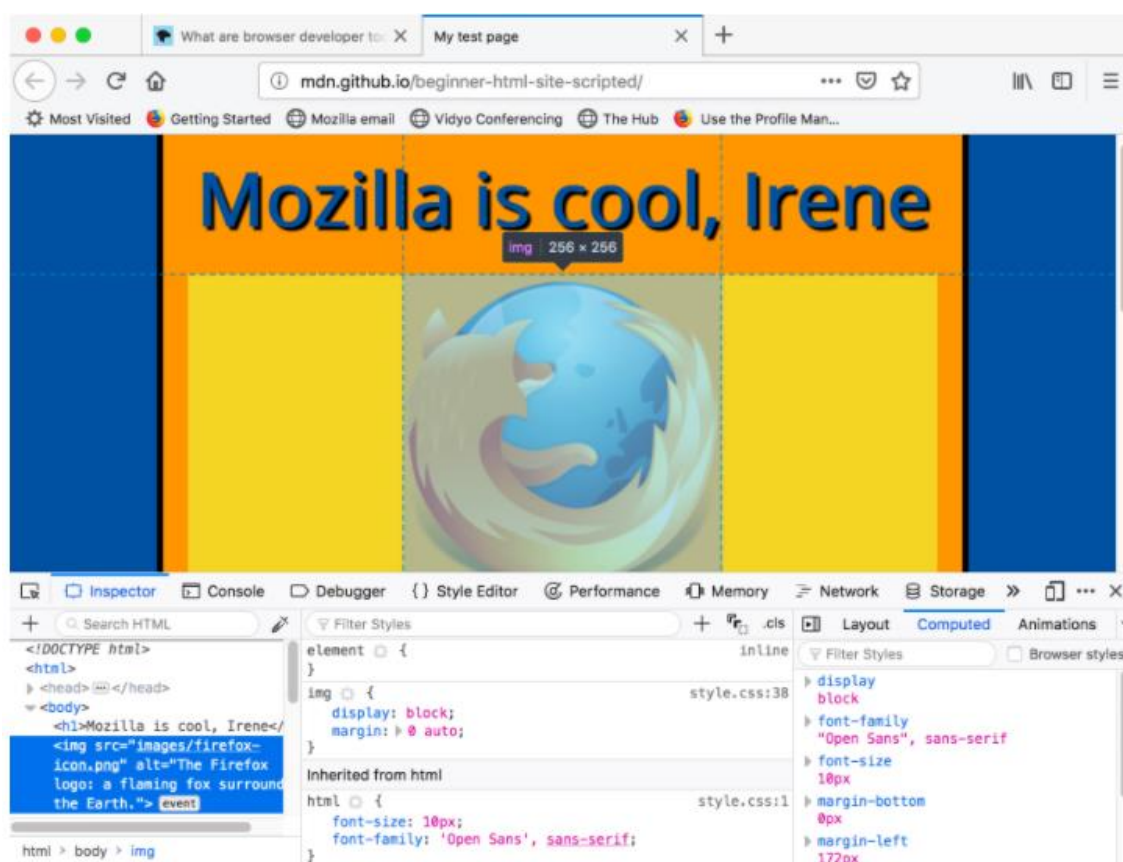 What are browser developer to
My test page
mdn.github.io/beginner-html-site-scripted/
Most Visited Getting Started Mozilla email Vidyo Conferencing The Hub Use the Profile Man...
Mozilla is cool, Irene
img 256 × 256
Inspector Console Debugger {} Style Editor Performance Memory Network Storage
Search HTML
<!DOCTYPE html>
<html>
<head></head>
<body>
<h1>Mozilla is cool, Irene</
<img src="images/firefox-
icon.png" alt="The Firefox
logo: a flaming fox surround
the Earth."> event
html > body > img
Filter Styles
+ .cls
element { inline
}
img { style.css:38
display: block;
margin: 0 auto;
}
Inherited from html
html { style.css:1
font-size: 10px;
font-family: 'Open Sans', sans-serif;
}
Layout Computed Animations
Filter Styles Browser styles
display
block
font-family
"Open Sans", sans-serif
font-size
10px
margin-bottom
0px
margin-left
172px